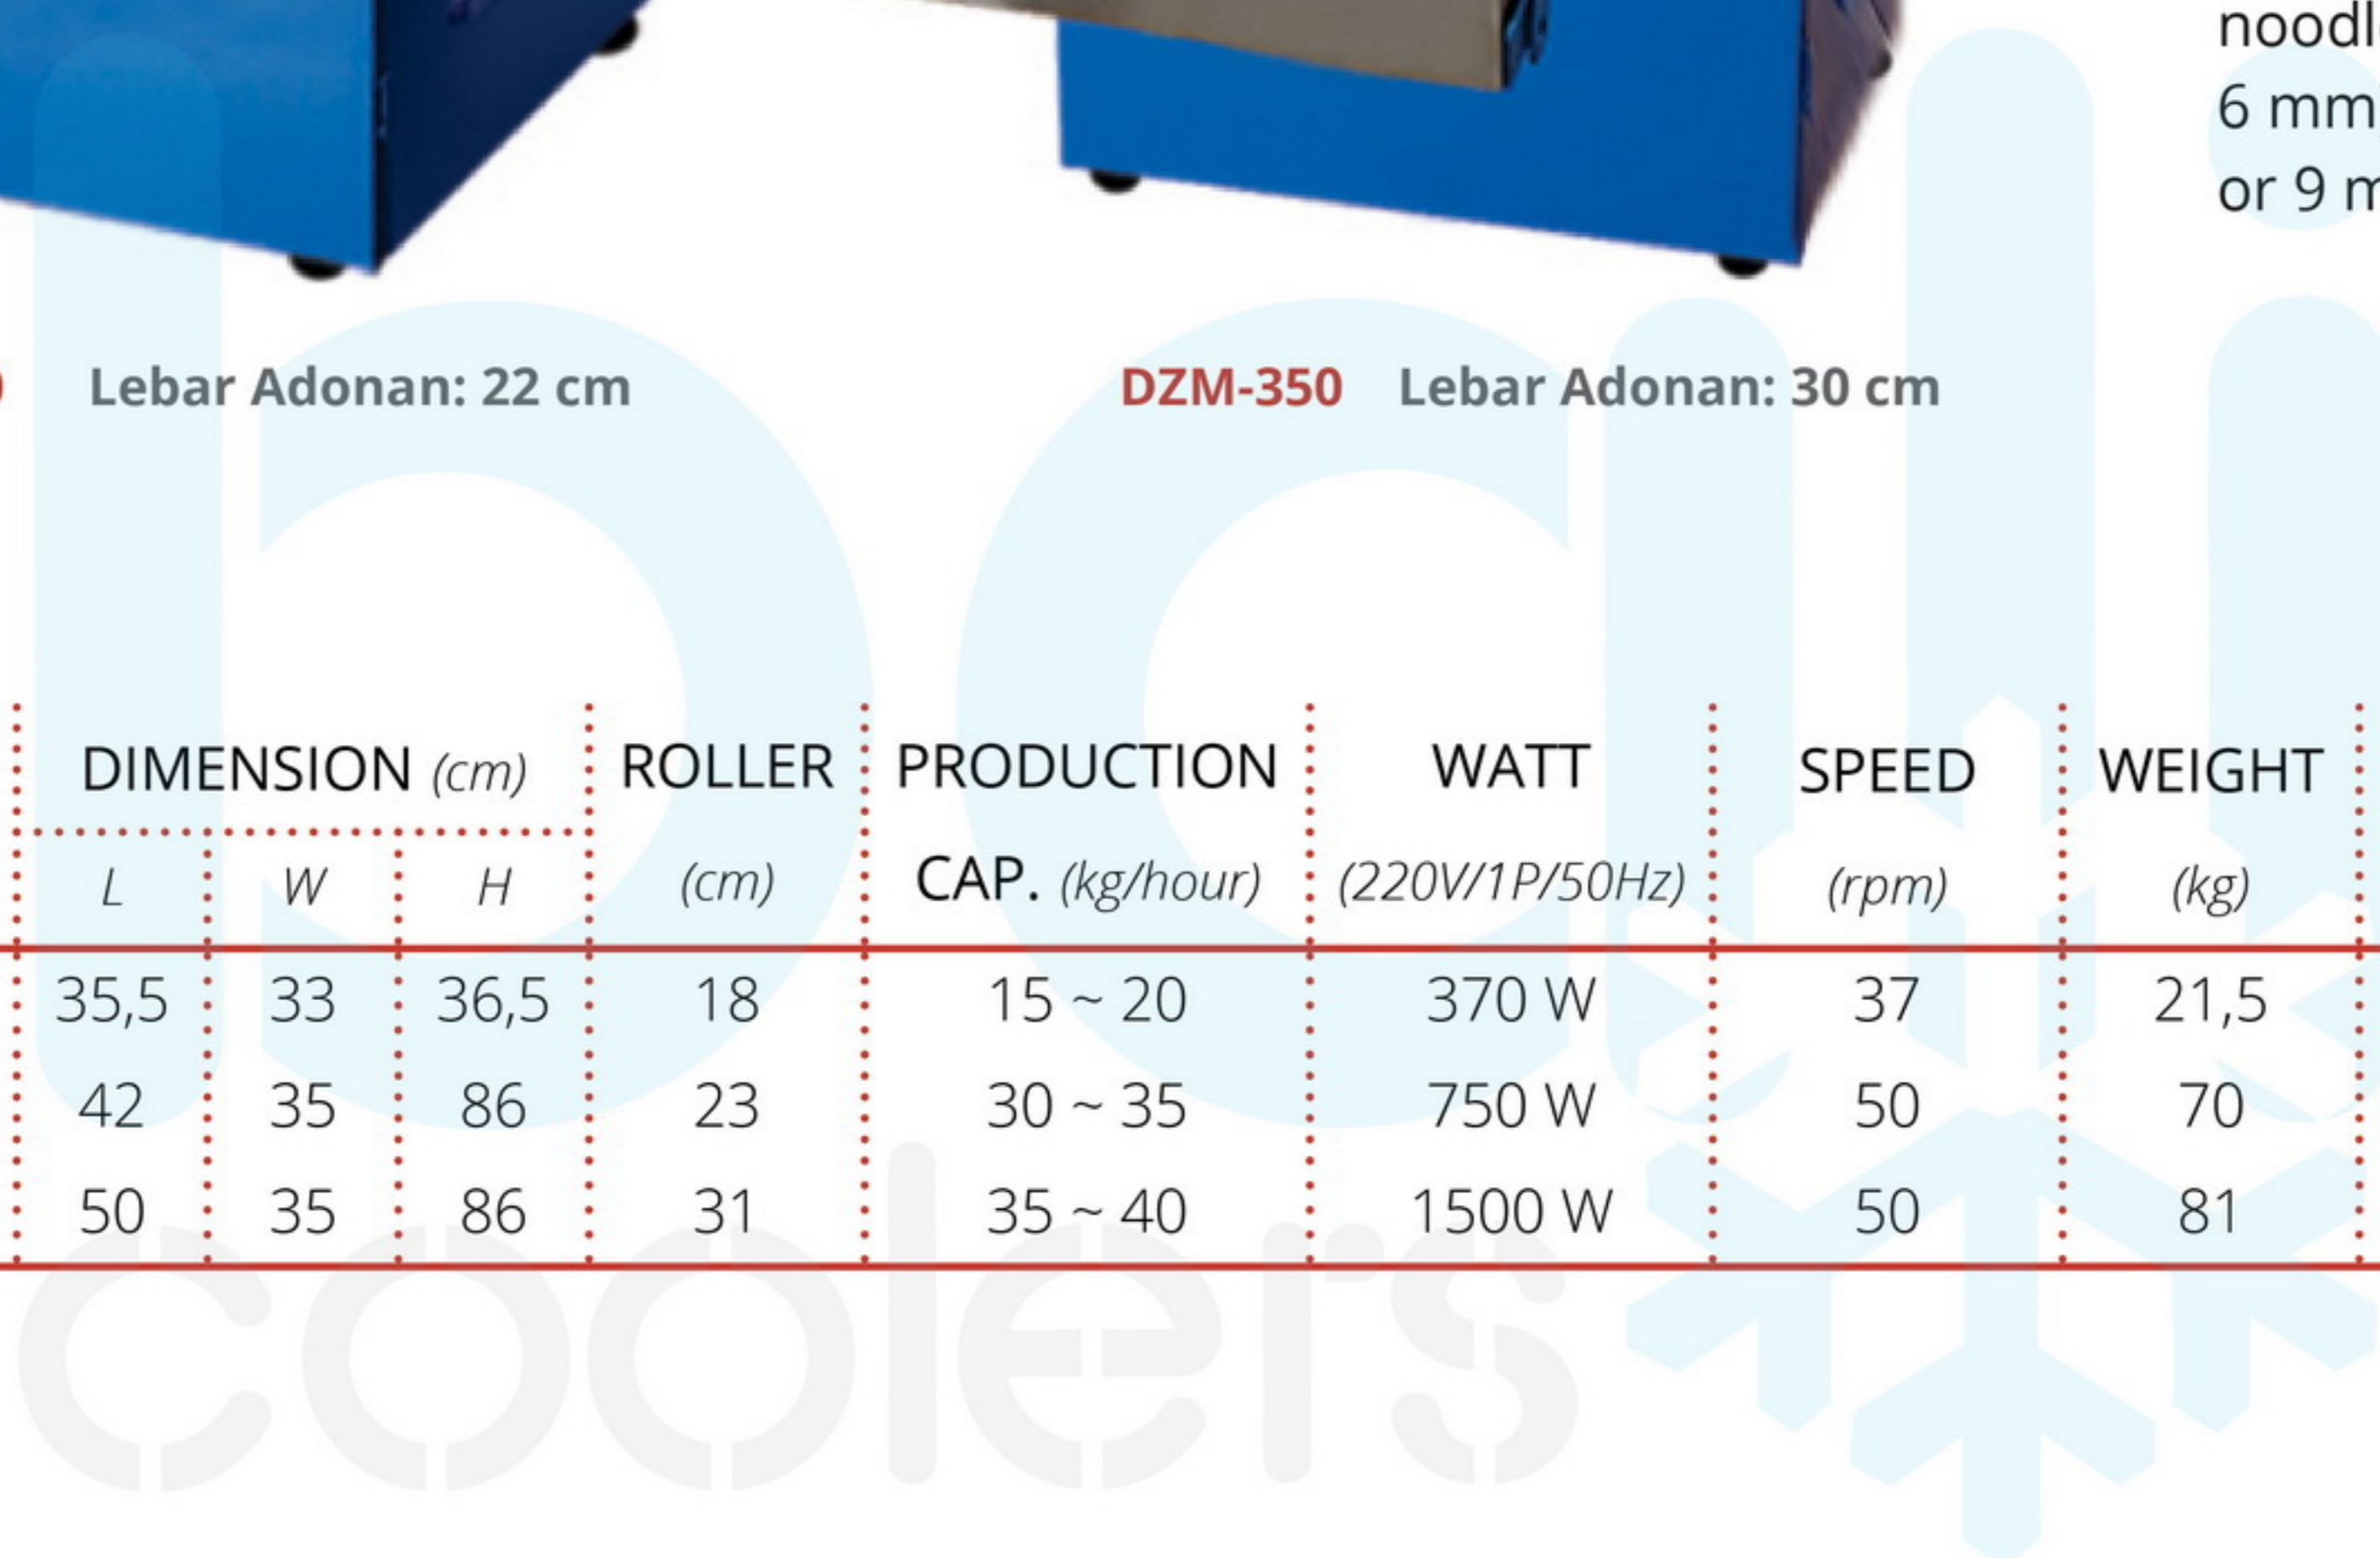 noodl
6 mm
or 9 m
Lebar Adonan: 22 cm
DZM-350 Lebar Adonan: 30 cm
DIMENSION (cm) ROLLER PRODUCTION WATT SPEED WEIGHT
L W H (cm) CAP. (kg/hour) (220V/1P/50Hz) (rpm) (kg)
35,5 33 36,5 18 15 ~ 20 370 W 37 21,5
42 35 86 23 30 ~ 35 750 W 50 70
50 35 86 31 35 ~ 40 1500 W 50 81
coolers